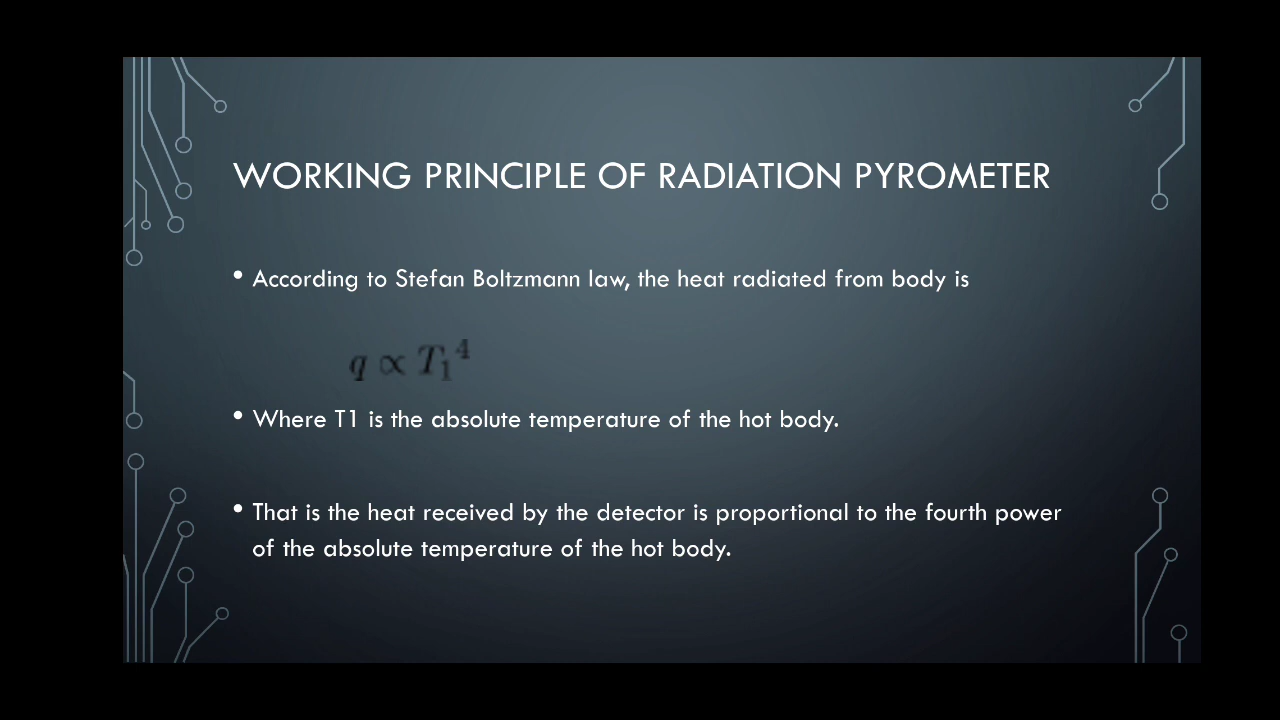 WORKING PRINCIPLE OF RADIATION PYROMETER
• According to Stefan Boltzmann law, the heat radiated from body is
q ∝ T₁⁴
• Where T1 is the absolute temperature of the hot body.
• That is the heat received by the detector is proportional to the fourth power
of the absolute temperature of the hot body.